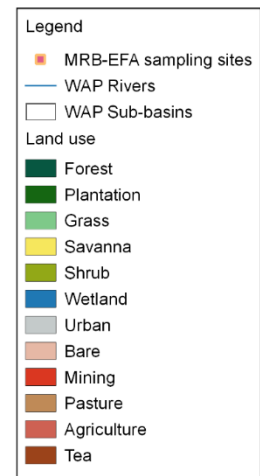 Legend
MRB-EFA sampling sites
WAP Rivers
WAP Sub-basins
Land use
Forest
Plantation
Grass
Savanna
Shrub
Wetland
Urban
Bare
Mining
Pasture
Agriculture
Tea